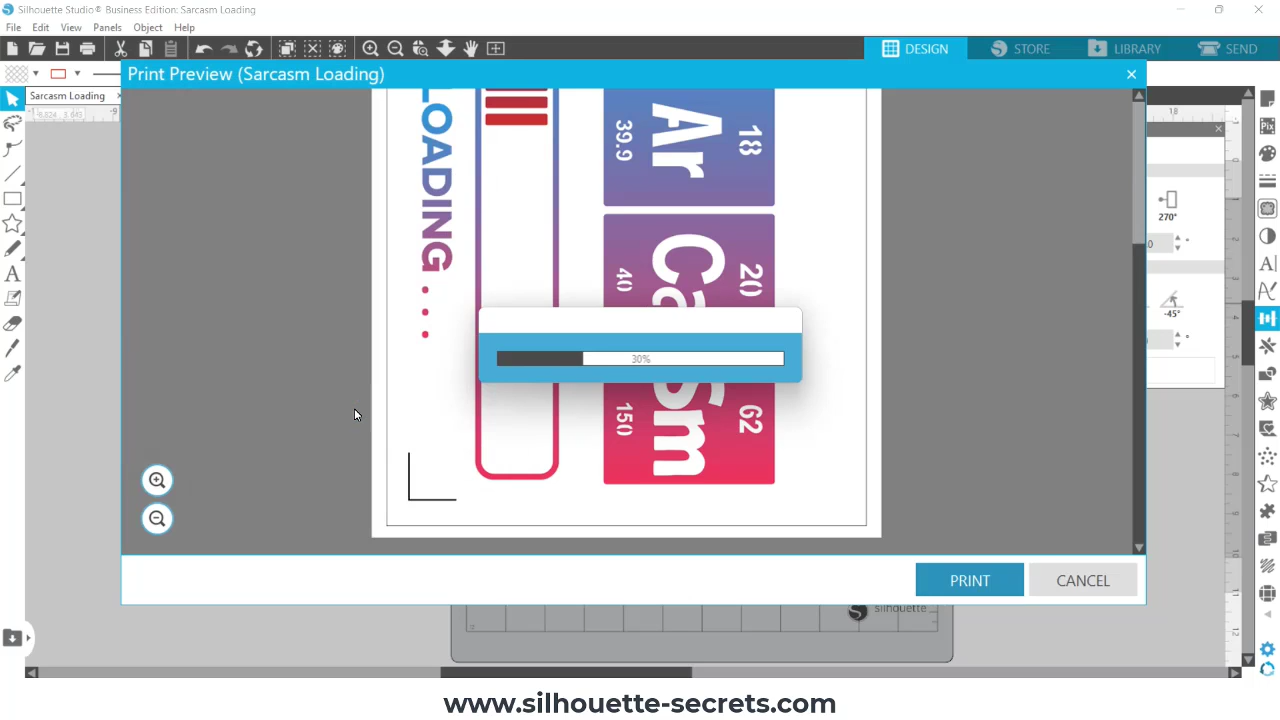 Silhouette Studio® Business Edition: Sarcasm Loading
File Edit View Panels Object Help
DESIGN STORE LIBRARY SEND
Print Preview (Sarcasm Loading)
Sarcasm Loading
18
270°
-45°
LOADING . . .
18
Ar
39.9
20
Ca
40
62
Sm
150
30%
PRINT CANCEL
silhouette
www.silhouette-secrets.com